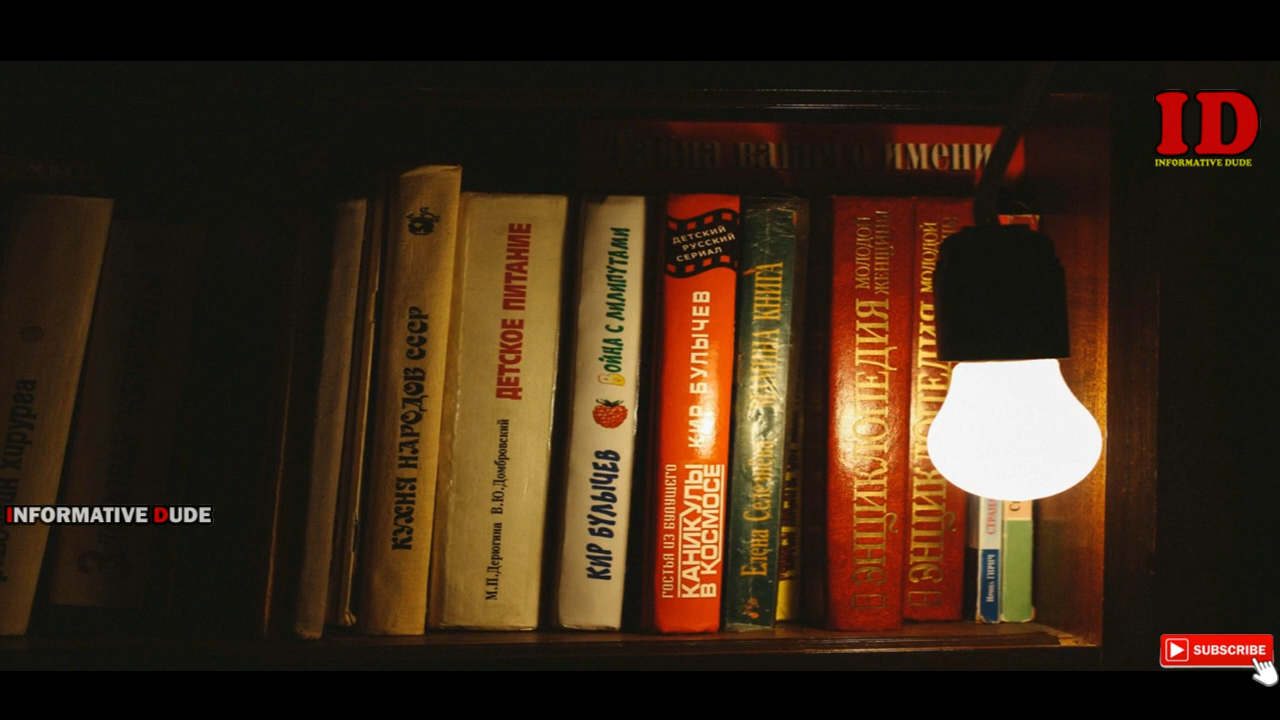 ID
INFORMATIVE DUDE
Тайна вашего имени
КУХНЯ НАРОДОВ СССР
М.П.Дерюгина В.Ю.Домбровский ДЕТСКОЕ ПИТАНИЕ
КИР БУЛЫЧЕВ ВОЙНА С ЛИЛИПУТАМИ
ДЕТСКИЙ
РУССКИЙ
СЕРИАЛ
ГОСТЬЯ ИЗ БУДУЩЕГО
КАНИКУЛЫ
В КОСМОСЕ
КИР БУЛЫЧЕВ
Елена КНИГА
ЭНЦИКЛОПЕДИЯ
МОЛОДОЙ
ЖЕНЩИНЫ
ЭНЦИКЛОПЕДИЯ
МОЛОДОЙ
хирурга
INFORMATIVE DUDE
SUBSCRIBE